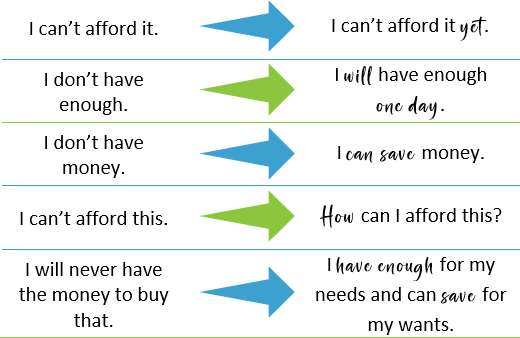 I can't afford it.
I can't afford it yet.
I don't have
enough.
I will have enough
one day.
I don't have
money.
I can save money.
I can't afford this.
How can I afford this?
I will never have
the money to buy
that.
I have enough for my
needs and can save for
my wants.